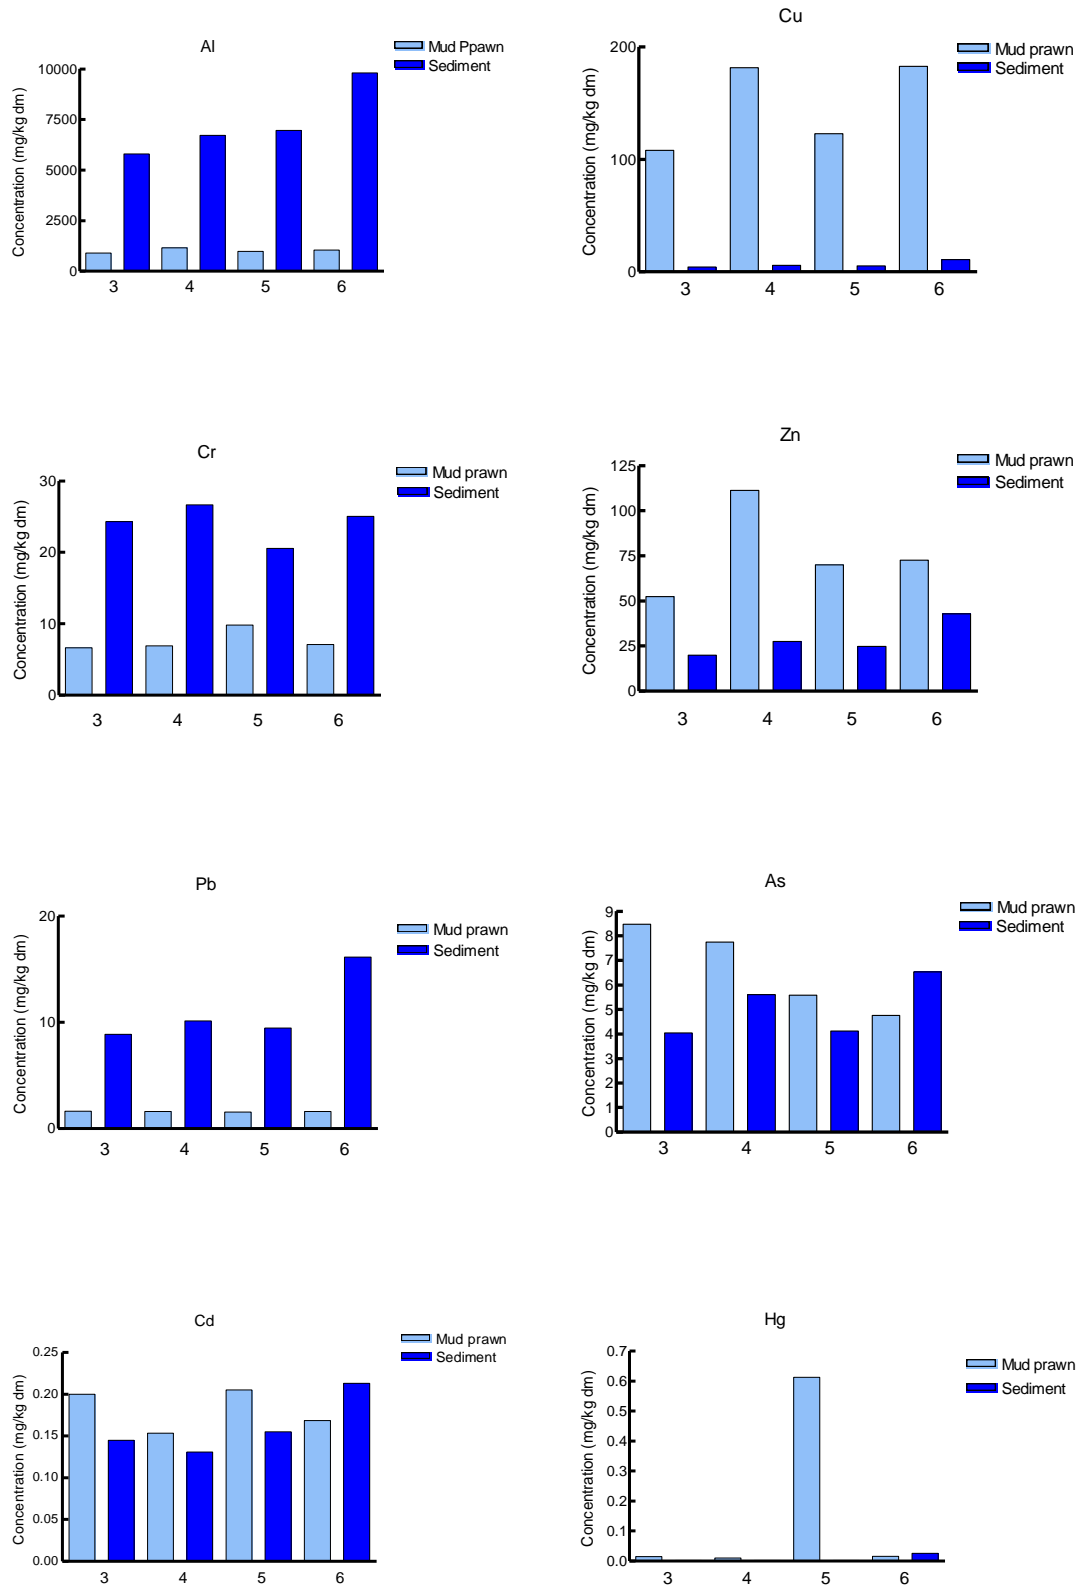 Al
Mud Ppawn
Sediment
Concentration (mg/kg dm)
10000
7500
5000
2500
0
3 4 5 6
Cu
Mud prawn
Sediment
Concentration (mg/kg dm)
200
100
0
3 4 5 6
Cr
Mud prawn
Sediment
Concentration (mg/kg dm)
30
20
10
0
3 4 5 6
Zn
Mud prawn
Sediment
Concentration (mg/kg dm)
125
100
75
50
25
0
3 4 5 6
Pb
Mud prawn
Sediment
Concentration (mg/kg dm)
20
10
0
3 4 5 6
As
Mud prawn
Sediment
Concentration (mg/kg dm)
9
8
7
6
5
4
3
2
1
0
3 4 5 6
Cd
Mud prawn
Sediment
Concentration (mg/kg dm)
0.25
0.20
0.15
0.10
0.05
0.00
3 4 5 6
Hg
Mud prawn
Sediment
Concentration (mg/kg dm)
0.7
0.6
0.5
0.4
0.3
0.2
0.1
0.0
3 4 5 6